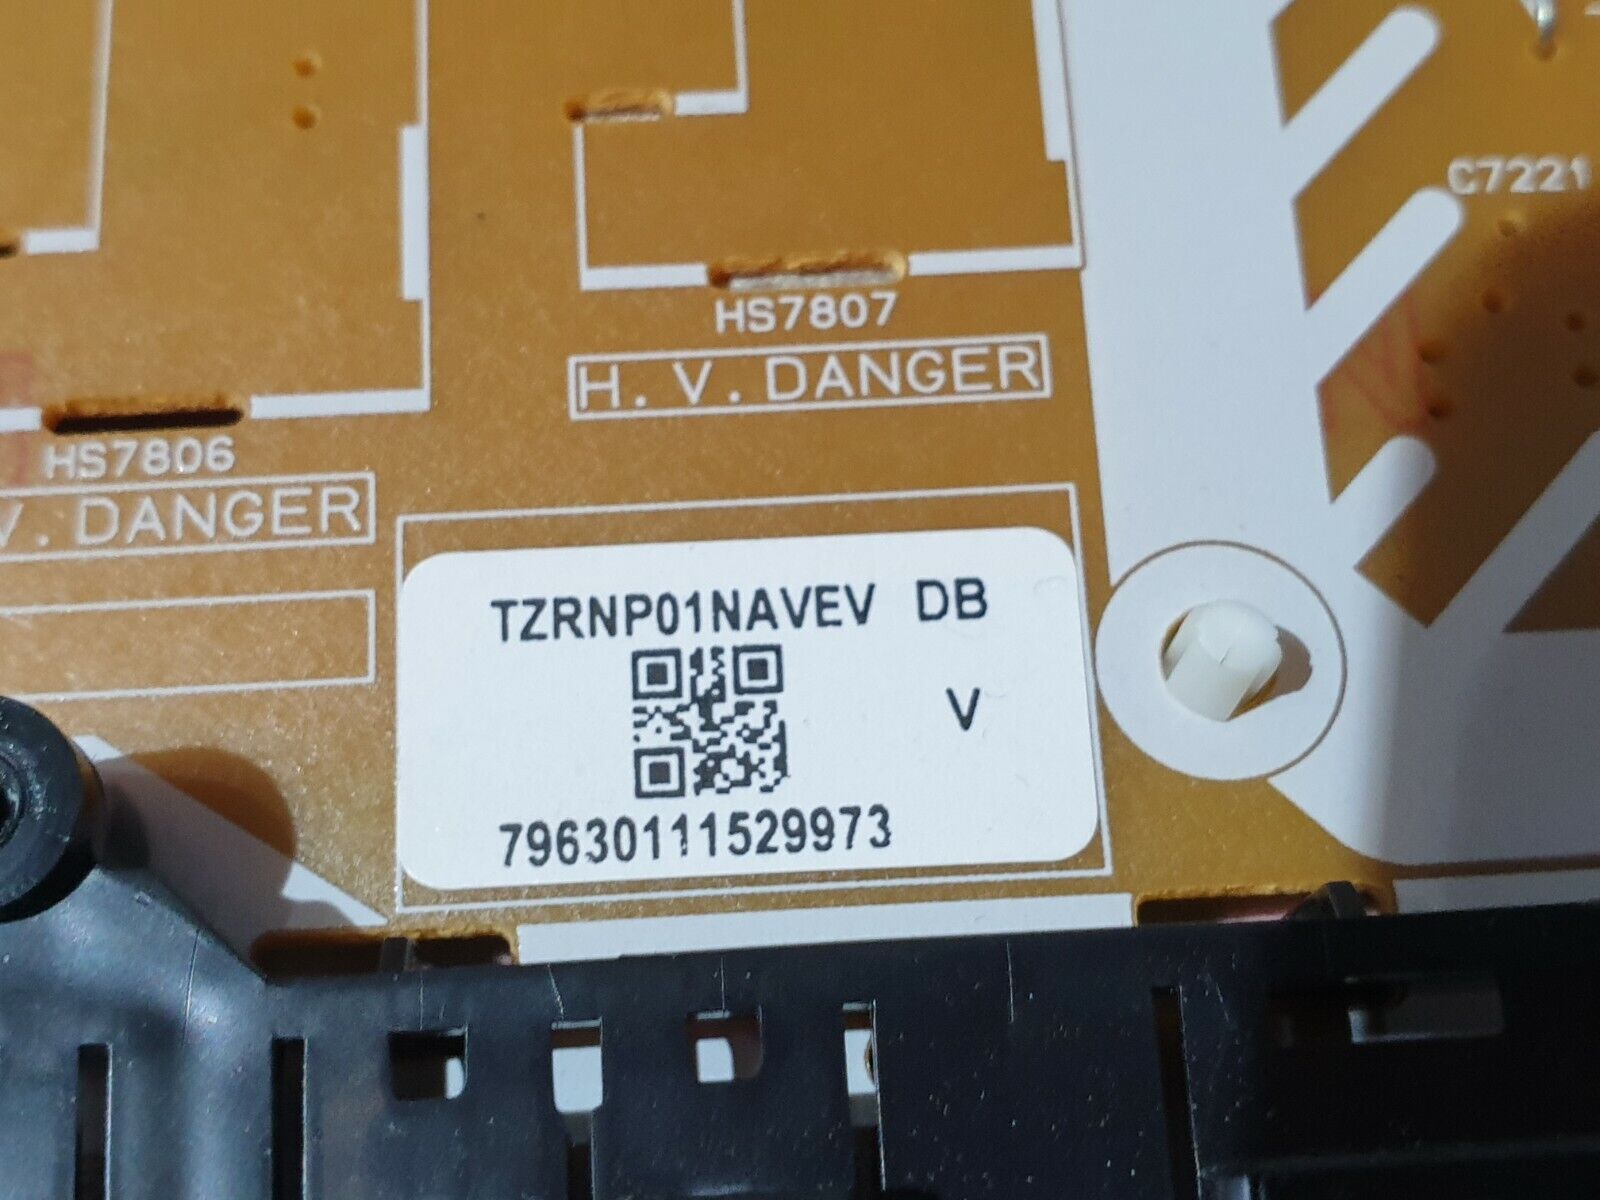 C7221
HS7807
H.V.DANGER
HS7806
V.DANGER
TZRNP01NAVEV DB
V
79630111529973